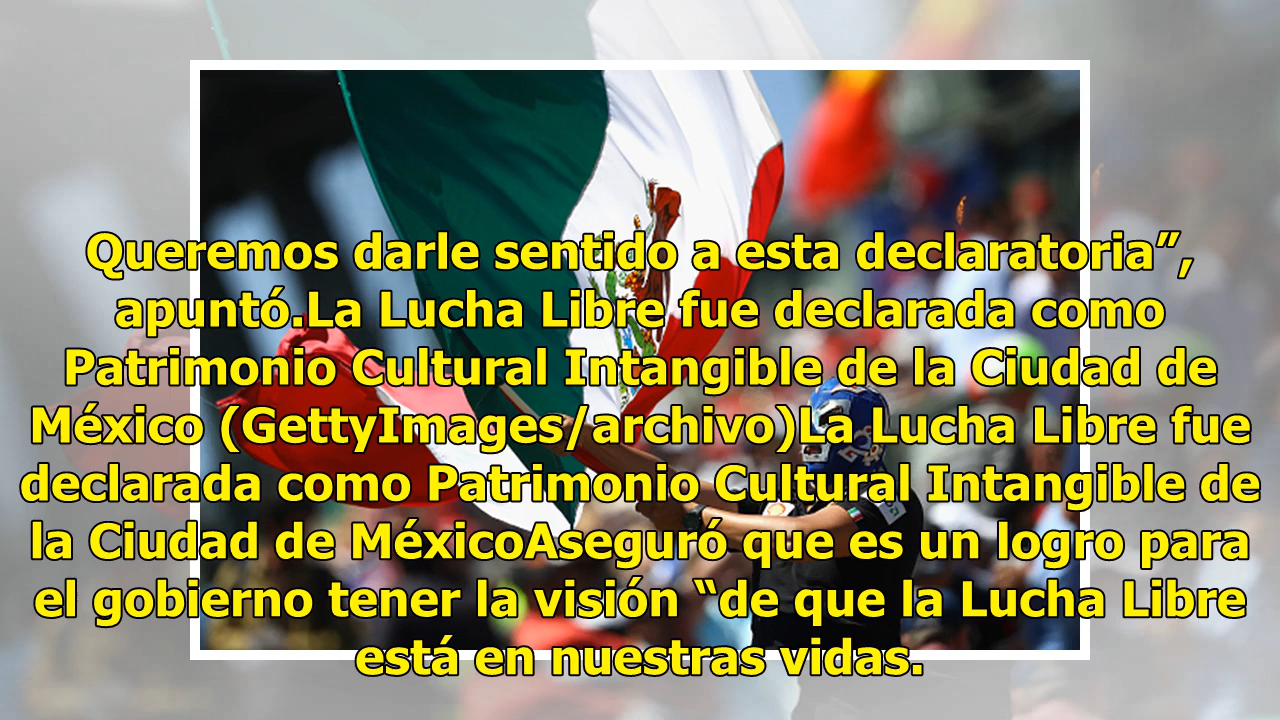 Queremos darle sentido a esta declaratoria”,
apuntó.La Lucha Libre fue declarada como
Patrimonio Cultural Intangible de la Ciudad de
México (GettyImages/archivo)La Lucha Libre fue
declarada como Patrimonio Cultural Intangible de
la Ciudad de MéxicoAseguró que es un logro para
el gobierno tener la visión “de que la Lucha Libre
está en nuestras vidas.